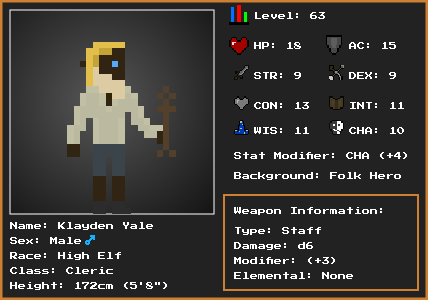 Level: 63
HP: 18 AC: 15
STR: 9 DEX: 9
CON: 13 INT: 11
WIS: 11 CHA: 10
Stat Modifier: CHA (+4)
Background: Folk Hero
Weapon Information:
Type: Staff
Damage: d6
Modifier: (+3)
Elemental: None
Name: Klayden Yale
Sex: Male ♂
Race: High Elf
Class: Cleric
Height: 172cm (5'8")